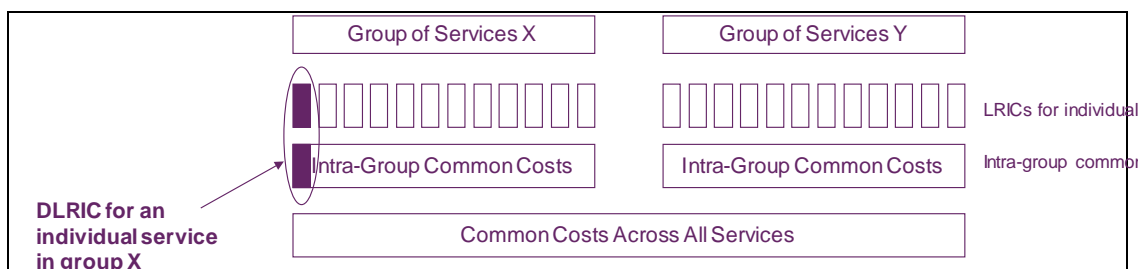 Group of Services X
Group of Services Y
LRICs for individual
Intra-Group Common Costs
Intra-Group Common Costs
Intra-group common
DLRIC for an
individual service
in group X
Common Costs Across All Services